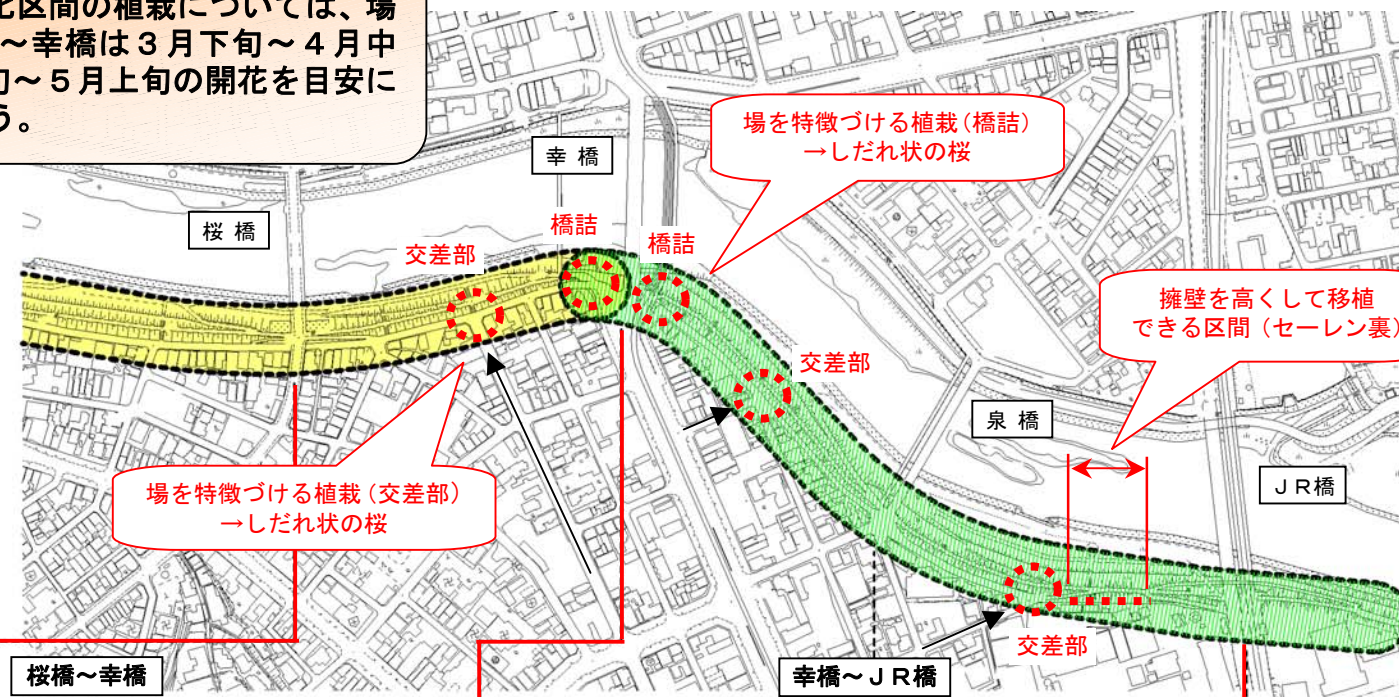 化区間の植栽については、場
～幸橋は３月下旬～４月中
旬～５月上旬の開花を目安に
う。
場を特徴づける植栽（橋詰）
→しだれ状の桜
幸 橋
桜 橋
橋詰
橋詰
交差部
擁壁を高くして移植
できる区間（セーレン裏）
交差部
泉 橋
ＪＲ橋
場を特徴づける植栽（交差部）
→しだれ状の桜
交差部
桜橋～幸橋
幸橋～ＪＲ橋